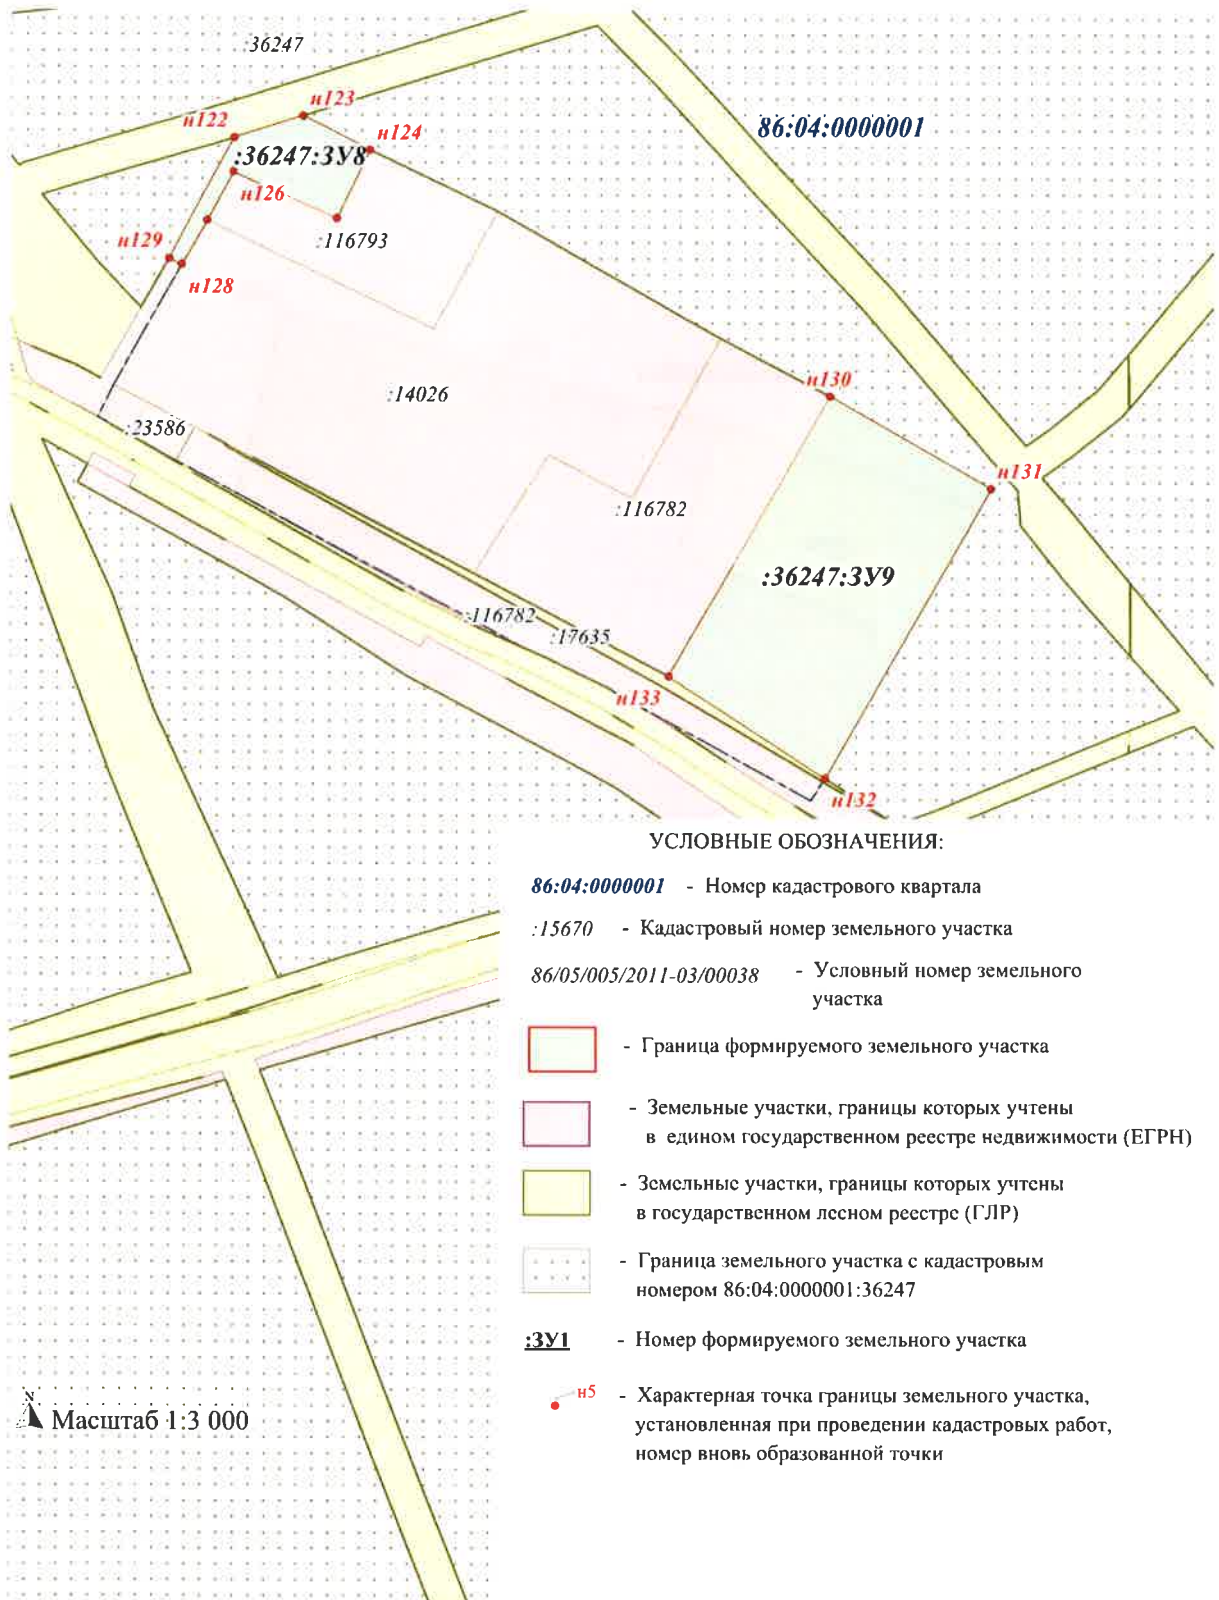 :36247
н123
н122
н124
86:04:0000001
:36247:ЗУ8
н126
н129
:116793
н128
н130
:14026
:23586
н131
:116782
:36247:ЗУ9
:116782
:17635
н133
н132
УСЛОВНЫЕ ОБОЗНАЧЕНИЯ:
86:04:0000001 - Номер кадастрового квартала
:15670 - Кадастровый номер земельного участка
86/05/005/2011-03/00038 - Условный номер земельного
участка
- Граница формируемого земельного участка
- Земельные участки, границы которых учтены
в едином государственном реестре недвижимости (ЕГРН)
- Земельные участки, границы которых учтены
в государственном лесном реестре (ГЛР)
- Граница земельного участка с кадастровым
номером 86:04:0000001:36247
:ЗУ1 - Номер формируемого земельного участка
н5 - Характерная точка границы земельного участка,
установленная при проведении кадастровых работ,
номер вновь образованной точки
N
Масштаб 1:3 000